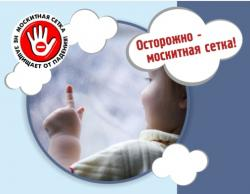 МОСКИТНАЯ СЕТКА
НЕ ЗАЩИЩАЕТ ОТ ПАДЕНИЯ!
Осторожно -
москитная сетка!